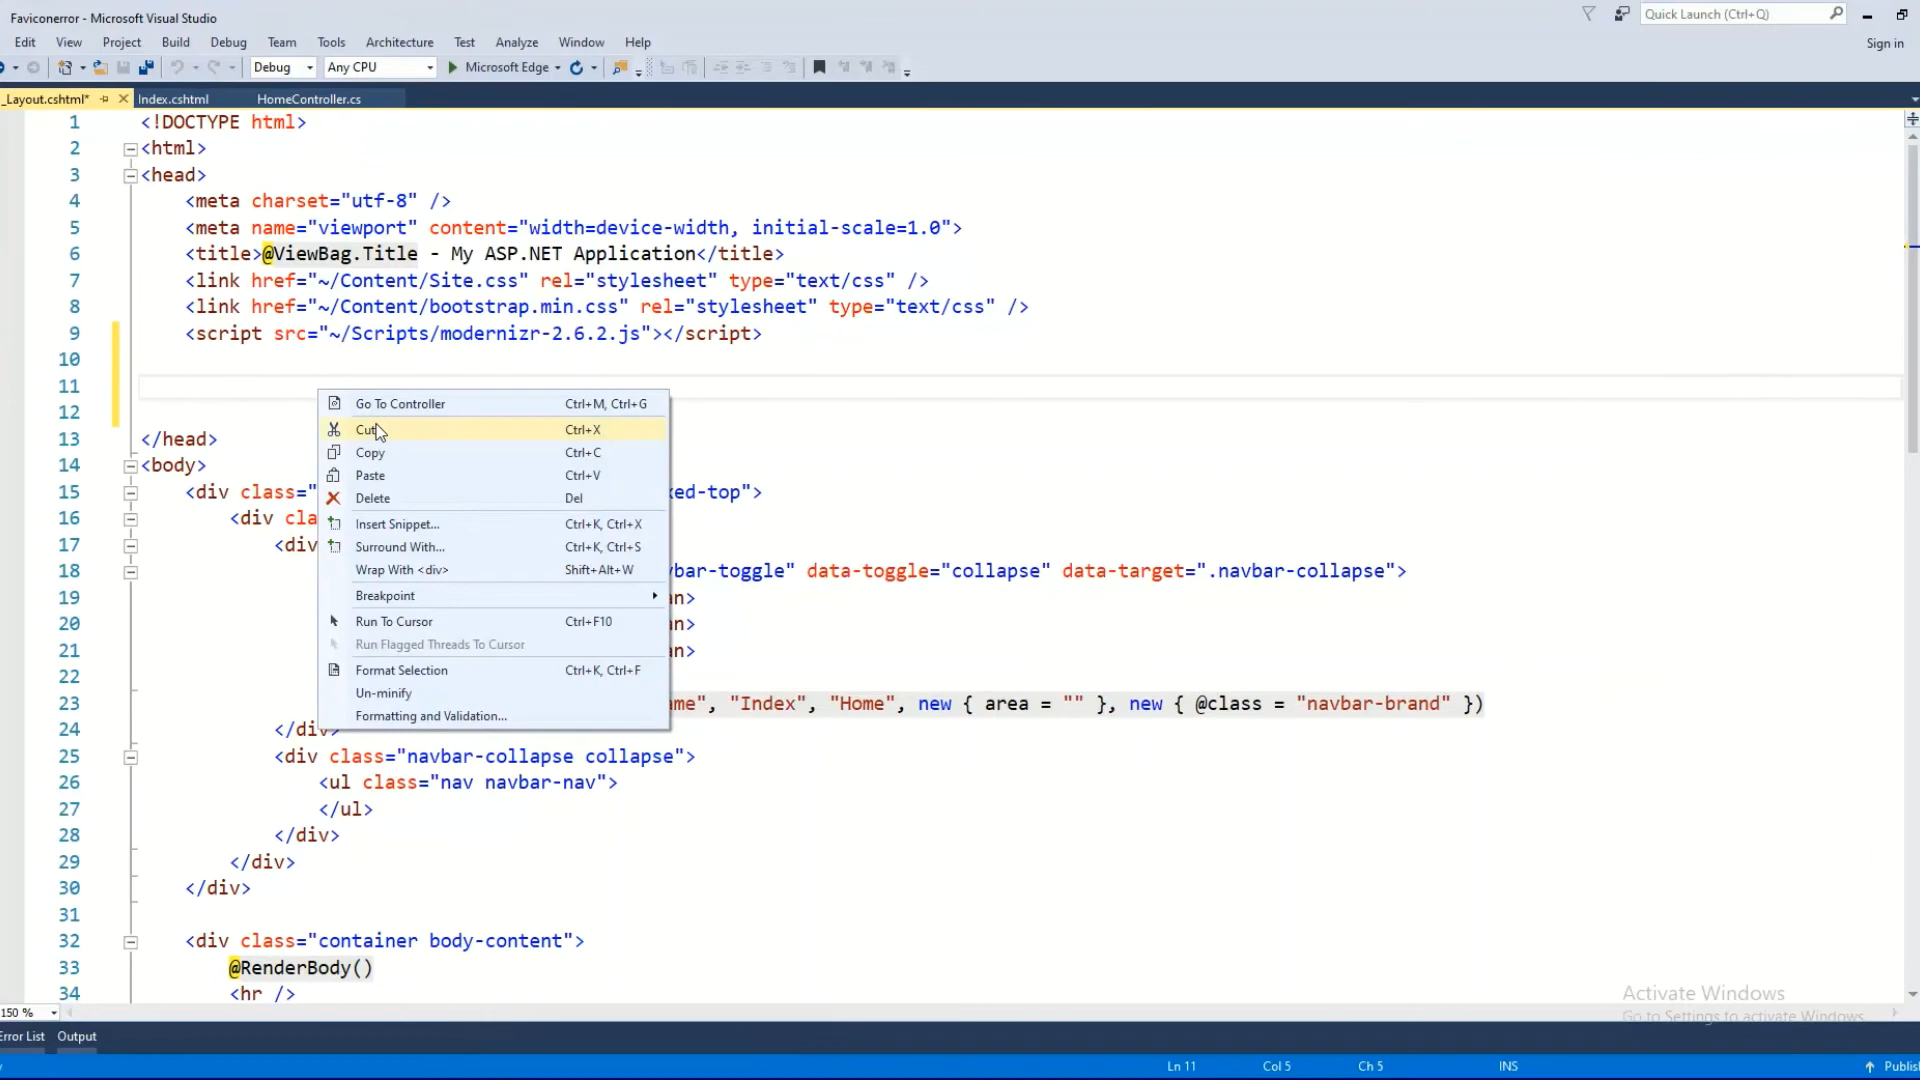 Faviconerror - Microsoft Visual Studio
Quick Launch (Ctrl+Q)
Edit View Project Build Debug Team Tools Architecture Test Analyze Window Help
Sign in
Debug Any CPU Microsoft Edge
_Layout.cshtml* Index.cshtml HomeController.cs
1 <!DOCTYPE html>
2 <html>
3 <head>
4 <meta charset="utf-8" />
5 <meta name="viewport" content="width=device-width, initial-scale=1.0">
6 <title>@ViewBag.Title - My ASP.NET Application</title>
7 <link href="~/Content/Site.css" rel="stylesheet" type="text/css" />
8 <link href="~/Content/bootstrap.min.css" rel="stylesheet" type="text/css" />
9 <script src="~/Scripts/modernizr-2.6.2.js"></script>
10
11
12
13 </head>
14 <body>
15 <div class=" ed-top">
16 <div cla
17 <div
18 bar-toggle" data-toggle="collapse" data-target=".navbar-collapse">
19 n>
20 n>
21 n>
22
23 me", "Index", "Home", new { area = "" }, new { @class = "navbar-brand" })
24 </div>
25 <div class="navbar-collapse collapse">
26 <ul class="nav navbar-nav">
27 </ul>
28 </div>
29 </div>
30 </div>
31
32 <div class="container body-content">
33 @RenderBody()
34 <hr />
Go To Controller Ctrl+M, Ctrl+G
Cut Ctrl+X
Copy Ctrl+C
Paste Ctrl+V
Delete Del
Insert Snippet... Ctrl+K, Ctrl+X
Surround With... Ctrl+K, Ctrl+S
Wrap With <div> Shift+Alt+W
Breakpoint
Run To Cursor Ctrl+F10
Run Flagged Threads To Cursor
Format Selection Ctrl+K, Ctrl+F
Un-minify
Formatting and Validation...
Activate Windows
Go to Settings to activate Windows.
150 %
Error List Output
Ln 11 Col 5 Ch 5 INS Publis